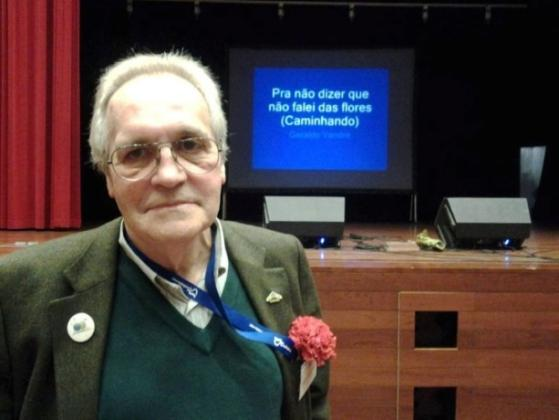 Pra não dizer que
não falei das flores
(Caminhando)
Geraldo Vandré